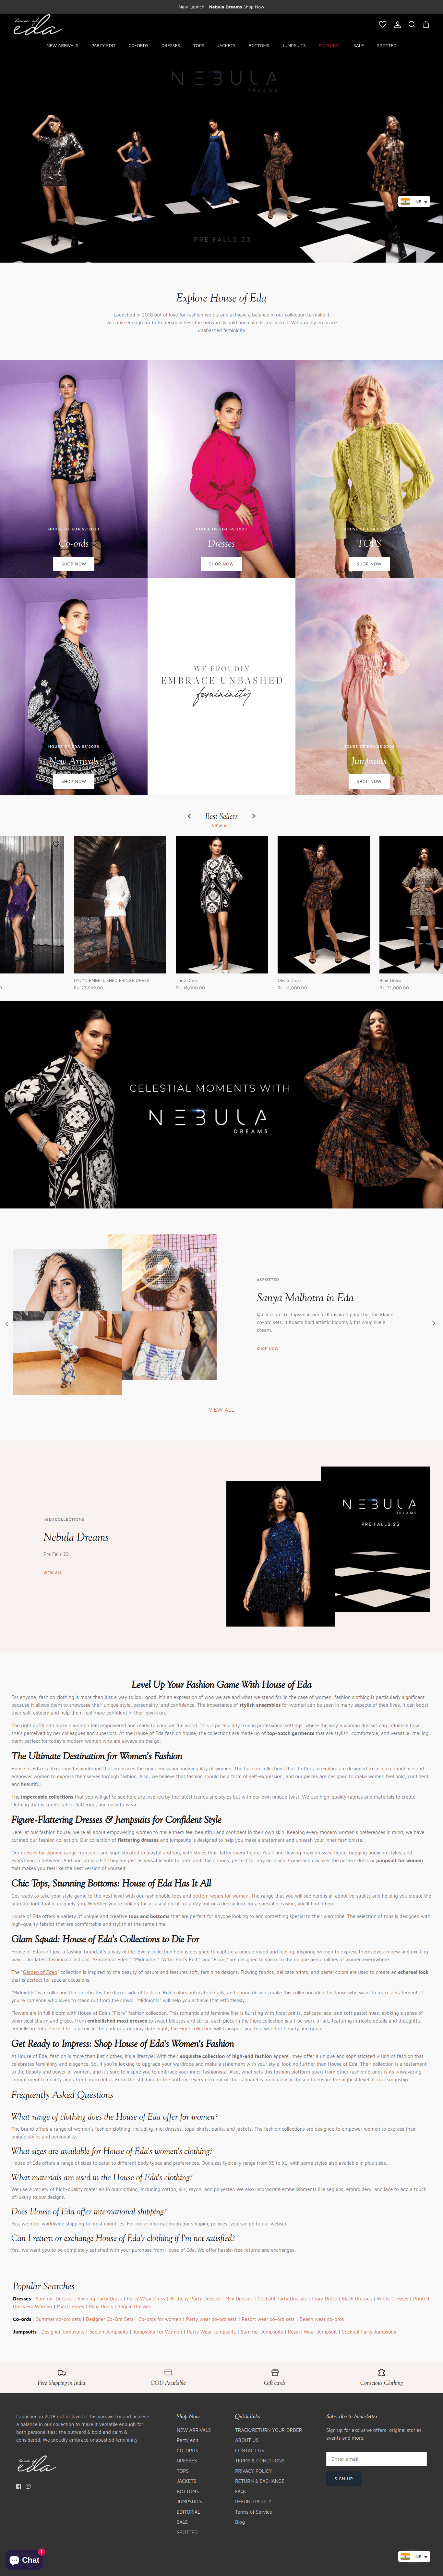 New Launch - Nebula Dreams Shop Now
house of
eda
NEW ARRIVALS PARTY EDIT CO-ORDS DRESSES TOPS JACKETS BOTTOMS JUMPSUITS EDITORIAL SALE SPOTTED
NEBULA
DREAMS
PRE FALLS 23
INR
Explore House of Eda
Launched in 2018 out of love for fashion we try and achieve a balance in our collection to make it
versatile enough for both personalities- the outward & bold and calm & considered. We proudly embrace
unabashed femininity
HOUSE OF EDA SS'2023
Co-ords
SHOP NOW
HOUSE OF EDA SS'2023
Dresses
SHOP NOW
HOUSE OF EDA SS'2023
TOPS
SHOP NOW
HOUSE OF EDA SS'2023
New Arrivals
SHOP NOW
WE PROUDLY
EMBRACE UNBASHED
femininity
HOUSE OF EDA SS'2023
Jumpsuits
SHOP NOW
Best Sellers
VIEW ALL
DYLITA EMBELLISHED FRINGE DRESS
Rs. 27,999.00
Thea Dress
Rs. 18,000.00
Olivia Dress
Rs. 14,000.00
Wren Dress
Rs. 31,000.00
CELESTIAL MOMENTS WITH
NEBULA
DREAMS
#SPOTTED
Sanya Malhotra in Eda
Quirk it up like Tapsee in our Y2K inspired panache, the Elaine
co-ord sets. It boasts bold artistic blooms & fits snug like a
dream.
SHOP NOW
VIEW ALL
#EDACOLLECTIONS
Nebula Dreams
Pre Falls 23
VIEW ALL
NEBULA
DREAMS
PRE FALLS 23
Level Up Your Fashion Game With House of Eda
For anyone, fashion clothing is more than just a way to look good. It's an expression of who we are and what we stand for. In the case of women, fashion clothing is particularly significant
because it allows them to showcase their unique style, personality, and confidence. The importance of stylish ensembles for women can be seen in many aspects of their lives. It can boost
their self-esteem and help them feel more confident in their own skin.
The right outfit can make a woman feel empowered and ready to conquer the world. This is particularly true in professional settings, where the way a woman dresses can influence how
she's perceived by her colleagues and superiors. At the House of Eda fashion house, the collections are made up of top-notch garments that are stylish, comfortable, and versatile, making
them perfect for today's modern women who are always on the go.
The Ultimate Destination for Women's Fashion
House of Eda is a luxurious fashionbrand that embraces the uniqueness and individuality of women. The fashion collections that it offers to explore are designed to inspire confidence and
empower women to express themselves through fashion. Also, we believe that fashion should be a form of self-expression, and our pieces are designed to make women feel bold, confident,
and beautiful.
The impeccable collections that you will get to see here are inspired by the latest trends and styles but with our own unique twist. We use high-quality fabrics and materials to create
clothing that is comfortable, flattering, and easy to wear.
Figure-Flattering Dresses & Jumpsuits for Confident Style
At our fashion house, we're all about empowering women to make them feel beautiful and confident in their own skin. Keeping every modern woman's preferences in mind, we have
curated our fashion collection. Our collection of flattering dresses and jumpsuits is designed to help you make a statement and unleash your inner fashionista.
Our dresses for women range from chic and sophisticated to playful and fun, with styles that flatter every figure. You'll find flowing maxi dresses, figure-hugging bodycon styles, and
everything in between. And our jumpsuits? They are just as versatile with tailored and chic options, perfect for any occasion. Come and discover the perfect dress or jumpsuit for women
that makes you feel like the best version of yourself.
Chic Tops, Stunning Bottoms: House of Eda Has It All
Get ready to take your style game to the next level with our fashionable tops and bottom wears for women. The range that you will see here is all about versatility and helping you create the
perfect look that is uniquely you. Whether you're looking for a casual outfit for a day out or a dressy look for a special occasion, you'll find it here.
House of Eda offers a variety of unique and creative tops and bottoms that are perfect for anyone looking to add something special to their wardrobe. The selection of tops is designed with
high-quality fabrics that are comfortable and stylish at the same time.
Glam Squad: House of Eda's Collections to Die For
House of Eda isn't just a fashion brand, it's a way of life. Every collection here is designed to capture a unique mood and feeling, inspiring women to express themselves in new and exciting
ways. Our latest fashion collections, "Garden of Eden," "Midnights," "After Party Edit," and "Fiore," are designed to speak to the unique personalities of women everywhere.
The "Garden of Eden" collection is inspired by the beauty of nature and features soft, feminine designs. Flowing fabrics, delicate prints, and pastel colors are used to create an ethereal look
that is perfect for special occasions.
"Midnights" is a collection that celebrates the darker side of fashion. Bold colors, intricate details, and daring designs make this collection ideal for those who love to make a statement. If
you're someone who loves to stand out from the crowd, "Midnights" will help you achieve that effortlessly.
Flowers are in full bloom with House of Eda's "Fiore" fashion collection. This romantic and feminine line is bursting with floral prints, delicate lace, and soft pastel hues, evoking a sense of
whimsical charm and grace. From embellished maxi dresses to sweet blouses and skirts, each piece in the Fiore collection is a true work of art, featuring intricate details and thoughtful
embellishments. Perfect for a picnic in the park or a dreamy date night, the Fiore collection will transport you to a world of beauty and grace.
Get Ready to Impress: Shop House of Eda's Women's Fashion
At House of Eda, fashion is more than just clothes; it's a lifestyle. With their exquisite collection of high-end fashion apparel, they offer a unique and sophisticated vision of fashion that
celebrates femininity and elegance. So, if you're looking to upgrade your wardrobe and make a statement with your style, look no further than House of Eda. Their collection is a testament
to the beauty and power of women, and it's sure to inspire you to embrace your inner fashionista. Also, what sets this fashion platform apart from other fashion brands is its unwavering
commitment to quality and attention to detail. From the stitching to the buttons, every element of their apparel is meticulously chosen to ensure the highest level of craftsmanship.
Frequently Asked Questions
What range of clothing does the House of Eda offer for women?
The brand offers a range of women's fashion clothing, including midi dresses, tops, skirts, pants, and jackets. The fashion collections are designed to empower women to express their
unique styles and personality.
What sizes are available for House of Eda's women's clothing?
House of Eda offers a range of sizes to cater to different body types and preferences. Our sizes typically range from XS to XL, with some styles also available in plus sizes.
What materials are used in the House of Eda's clothing?
We use a variety of high-quality materials in our clothing, including cotton, silk, rayon, and polyester. We also incorporate embellishments like sequins, embroidery, and lace to add a touch
of luxury to our designs.
Does House of Eda offer international shipping?
Yes, we offer worldwide shipping to most countries. For more information on our shipping policies, you can go to our website.
Can I return or exchange House of Eda's clothing if I'm not satisfied?
Yes, we want you to be completely satisfied with your purchase from House of Eda. We offer hassle-free returns and exchanges.
Popular Searches
Dresses Summer Dresses | Evening Party Dress | Party Wear Dress | Birthday Party Dresses | Mini Dresses | Cocktail Party Dresses | Prom Dress | Black Dresses | White Dresses | Printed
Dress For Women | Midi Dresses | Maxi Dress | Sequin Dresses
Co-ords Summer co-ord sets | Designer Co-Ord Sets | Co-ords for women | Party wear co-ord sets | Resort wear co-ord sets | Beach wear co-ords
Jumpsuits Designer Jumpsuits | Sequin Jumpsuits | Jumpsuits For Women | Party Wear Jumpsuits | Summer Jumpsuits | Resort Wear Jumpsuit | Cocktail Party Jumpsuits
Free Shipping in India
COD Available
Gift cards
Conscious Clothing
Launched in 2018 out of love for fashion we try and achieve
a balance in our collection to make it versatile enough for
both personalities- the outward & bold and calm &
considered. We proudly embrace unabashed femininity
house of
eda
Shop Now
NEW ARRIVALS
Party edit
CO-ORDS
DRESSES
TOPS
JACKETS
BOTTOMS
JUMPSUITS
EDITORIAL
SALE
SPOTTED
Quick links
TRACK/RETURN YOUR ORDER
ABOUT US
CONTACT US
TERMS & CONDITIONS
PRIVACY POLICY
RETURN & EXCHANGE
FAQs
REFUND POLICY
Terms of Service
Blog
Subscribe to Newsletter
Sign up for exclusive offers, original stories,
events and more.
Enter email
SIGN UP
Chat
1
INR